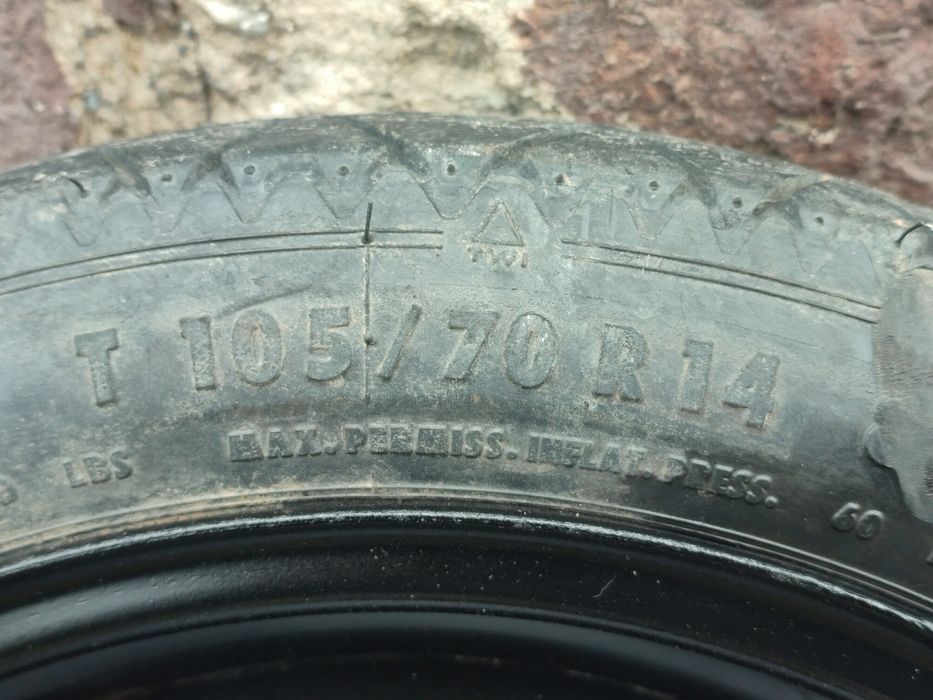 TWI
T 105/70 R 14
LBS MAX. PERMISS. INFLAT. PRESS. 60